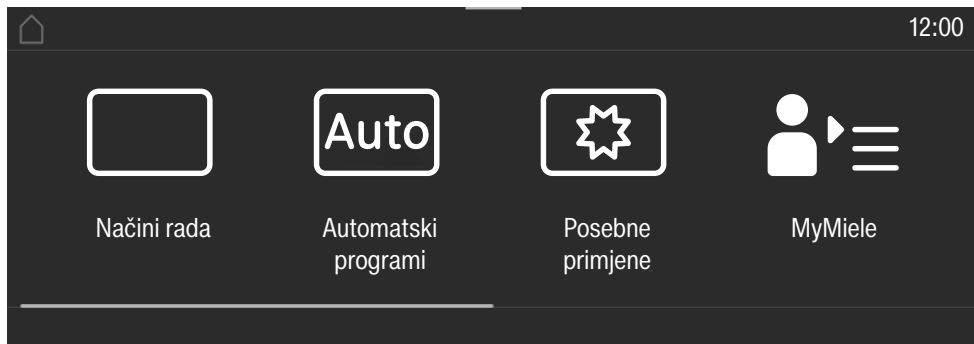 12:00
Auto
Načini rada
Automatski
programi
Posebne
primjene
MyMiele